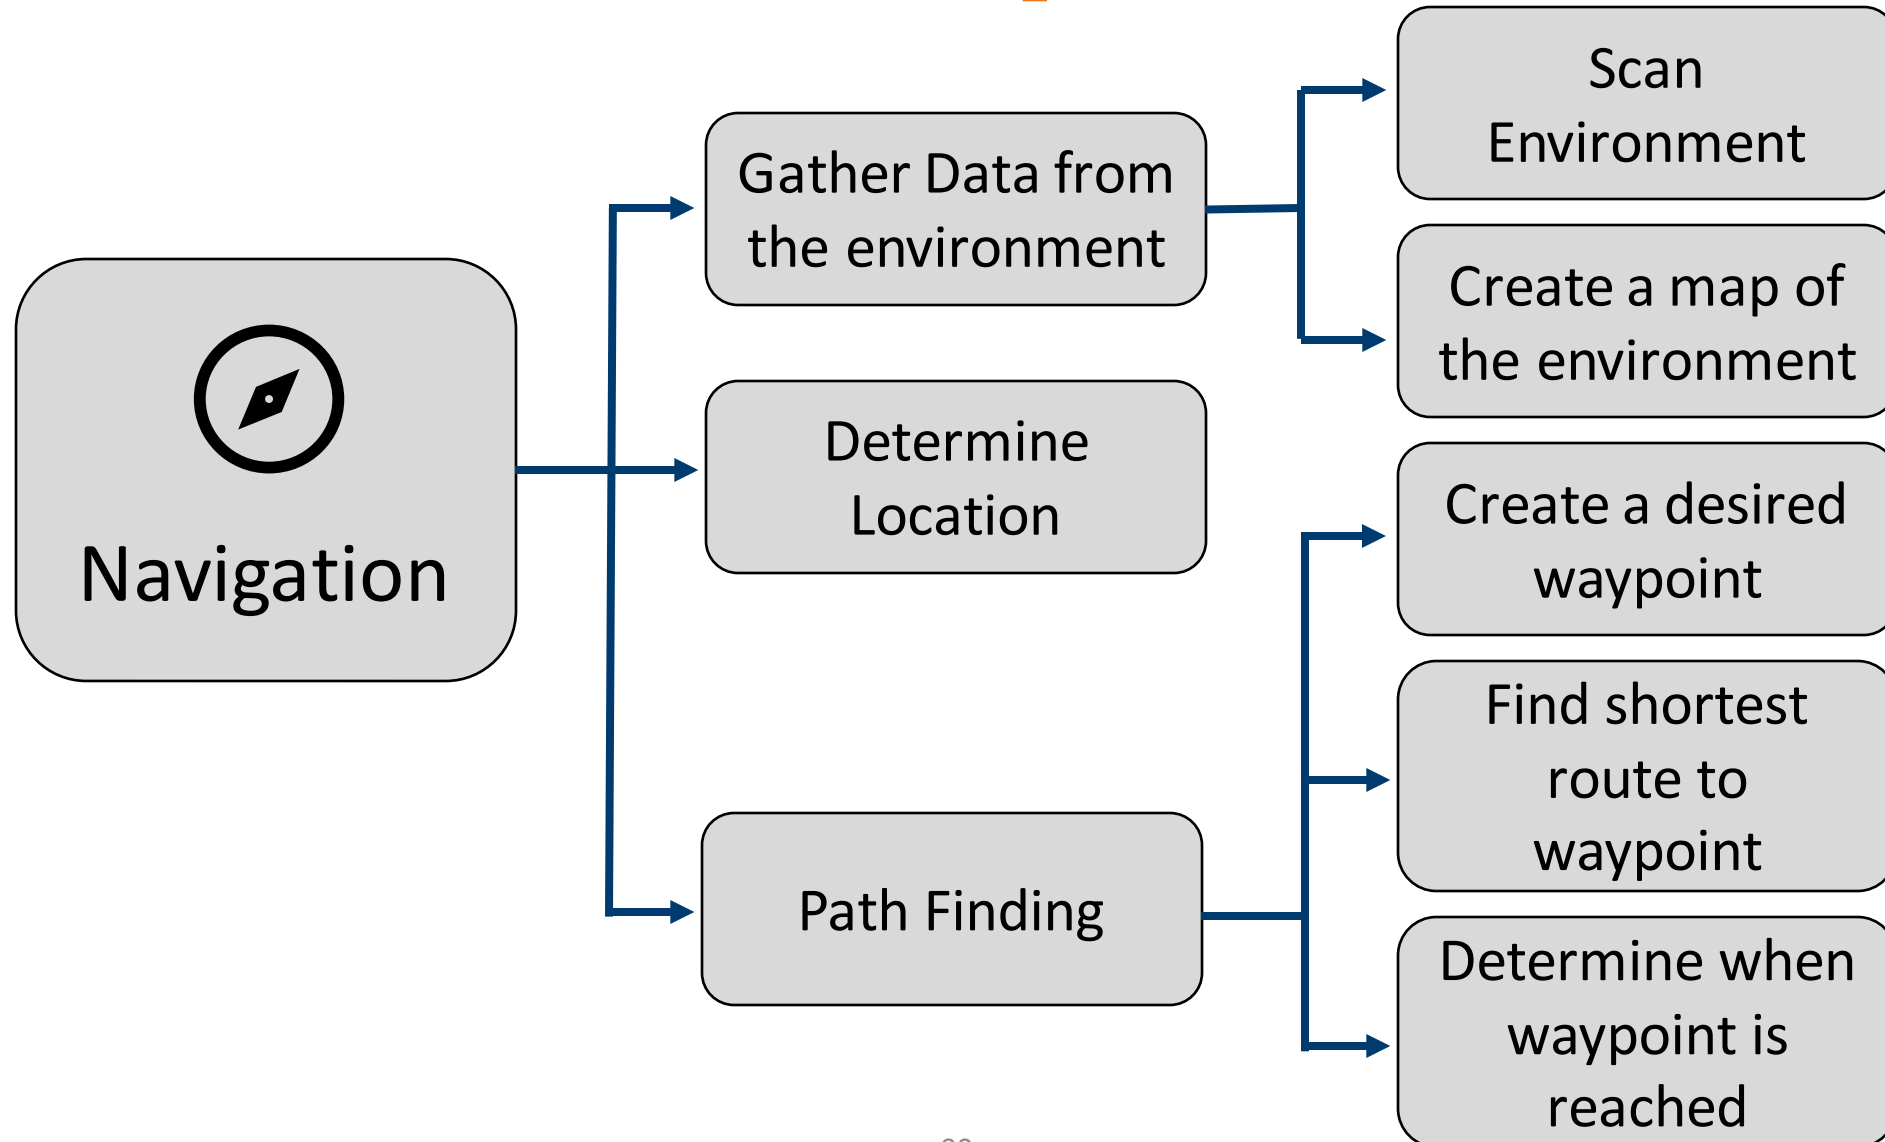 Navigation
Gather Data from
the environment
Determine
Location
Path Finding
Scan
Environment
Create a map of
the environment
Create a desired
waypoint
Find shortest
route to
waypoint
Determine when
waypoint is
reached